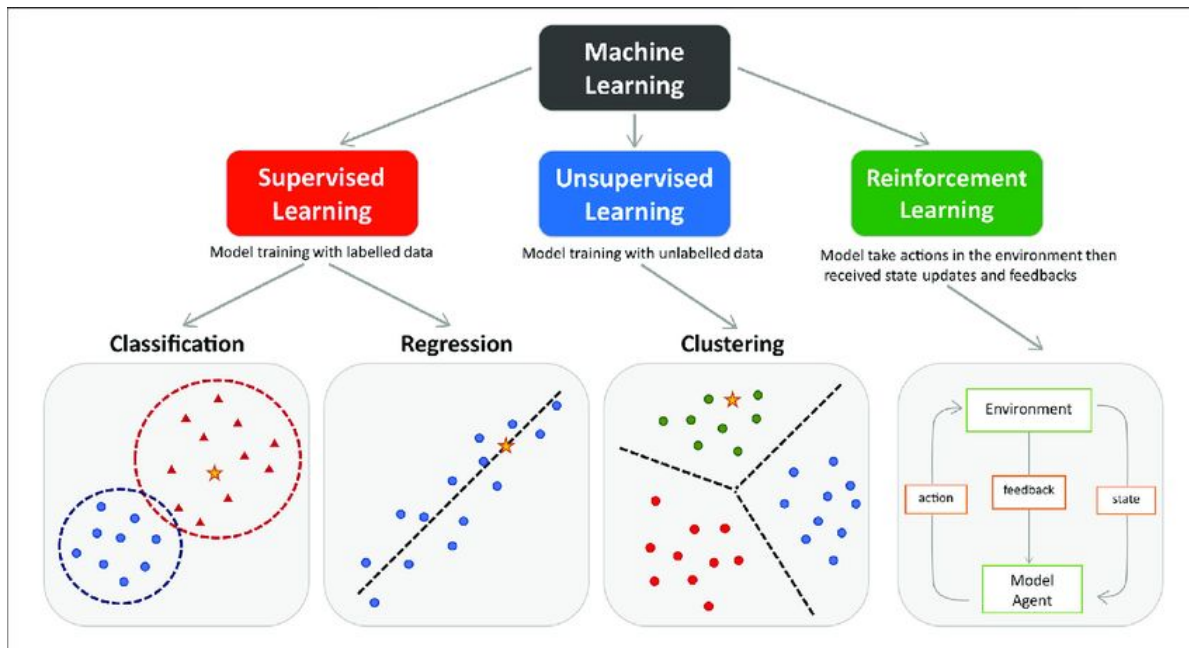 Machine
Learning
Supervised
Learning
Unsupervised
Learning
Reinforcement
Learning
Model training with labelled data
Model training with unlabelled data
Model take actions in the environment then
received state updates and feedbacks
Classification
Regression
Clustering
Environment
action
feedback
state
Model
Agent